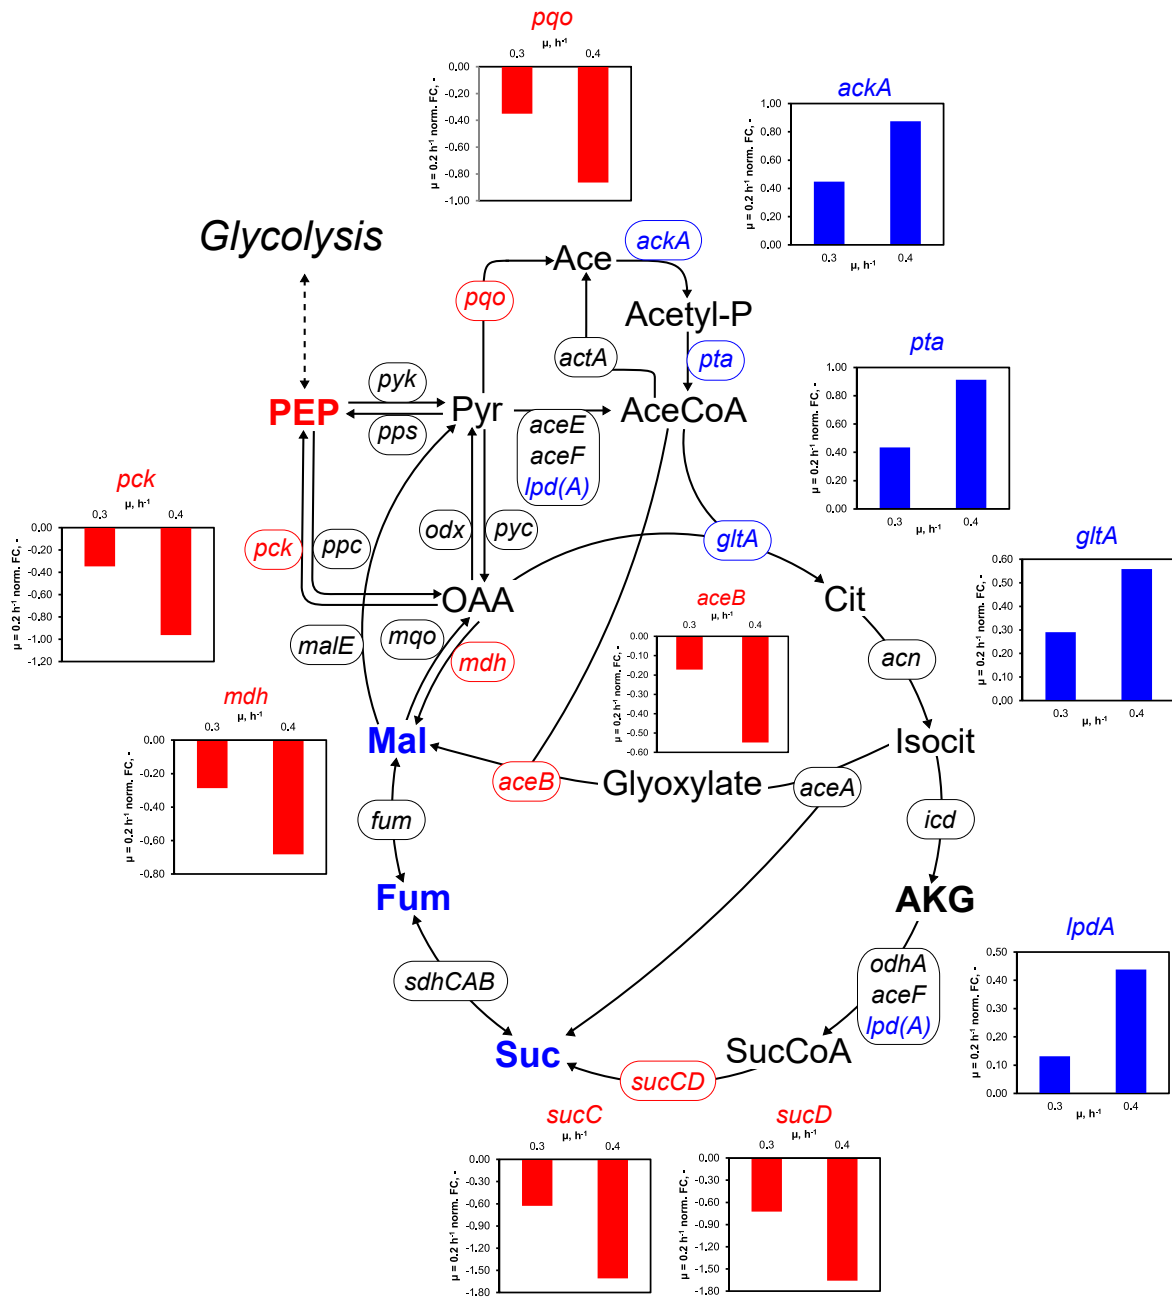 pqo
µ, h⁻¹
0.3 0.4
0.00
-0.20
-0.40
-0.60
-0.80
-1.00
µ = 0.2 h⁻¹ norm. FC, -
ackA
1.00
0.80
0.60
0.40
0.20
0.00
µ = 0.2 h⁻¹ norm. FC, -
0.3 0.4
µ, h⁻¹
Glycolysis
Ace
ackA
pqo
Acetyl-P
actA
pta
pta
1.00
0.80
0.60
0.40
0.20
0.00
µ = 0.2 h⁻¹ norm. FC, -
0.3 0.4
µ, h⁻¹
PEP
pyk
pps
Pyr
aceE
aceF
lpd(A)
AceCoA
pck
µ, h⁻¹
0.3 0.4
0.00
-0.20
-0.40
-0.60
-0.80
-1.00
-1.20
µ = 0.2 h⁻¹ norm. FC, -
pck
ppc
odx
pyc
gltA
gltA
0.60
0.50
0.40
0.30
0.20
0.10
0.00
µ = 0.2 h⁻¹ norm. FC, -
0.3 0.4
µ, h⁻¹
OAA
Cit
malE
mqo
mdh
acn
aceB
µ, h⁻¹
0.3 0.4
0.00
-0.10
-0.20
-0.30
-0.40
-0.50
-0.60
µ = 0.2 h⁻¹ norm. FC, -
mdh
µ, h⁻¹
0.3 0.4
0.00
-0.20
-0.40
-0.60
-0.80
µ = 0.2 h⁻¹ norm. FC, -
Mal
Isocit
aceB
Glyoxylate
aceA
fum
icd
Fum
AKG
sdhCAB
odhA
aceF
lpd(A)
lpdA
0.50
0.40
0.30
0.20
0.10
0.00
µ = 0.2 h⁻¹ norm. FC, -
0.3 0.4
µ, h⁻¹
Suc
SucCoA
sucCD
sucC
µ, h⁻¹
0.3 0.4
0.00
-0.30
-0.60
-0.90
-1.20
-1.50
-1.80
µ = 0.2 h⁻¹ norm. FC, -
sucD
µ, h⁻¹
0.3 0.4
0.00
-0.30
-0.60
-0.90
-1.20
-1.50
-1.80
µ = 0.2 h⁻¹ norm. FC, -